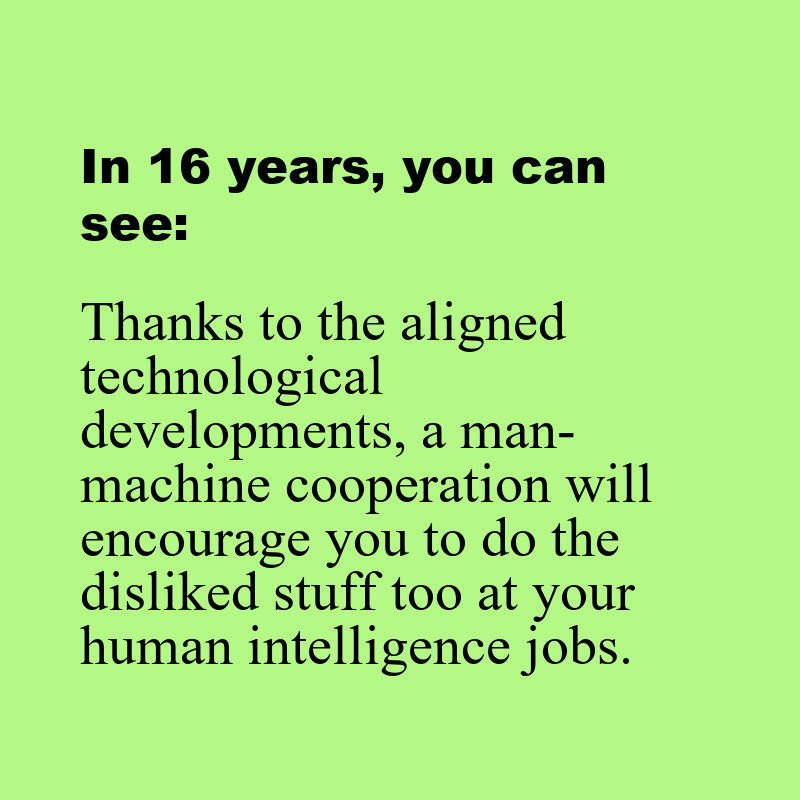 In 16 years, you can
see:
Thanks to the aligned
technological
developments, a man-
machine cooperation will
encourage you to do the
disliked stuff too at your
human intelligence jobs.